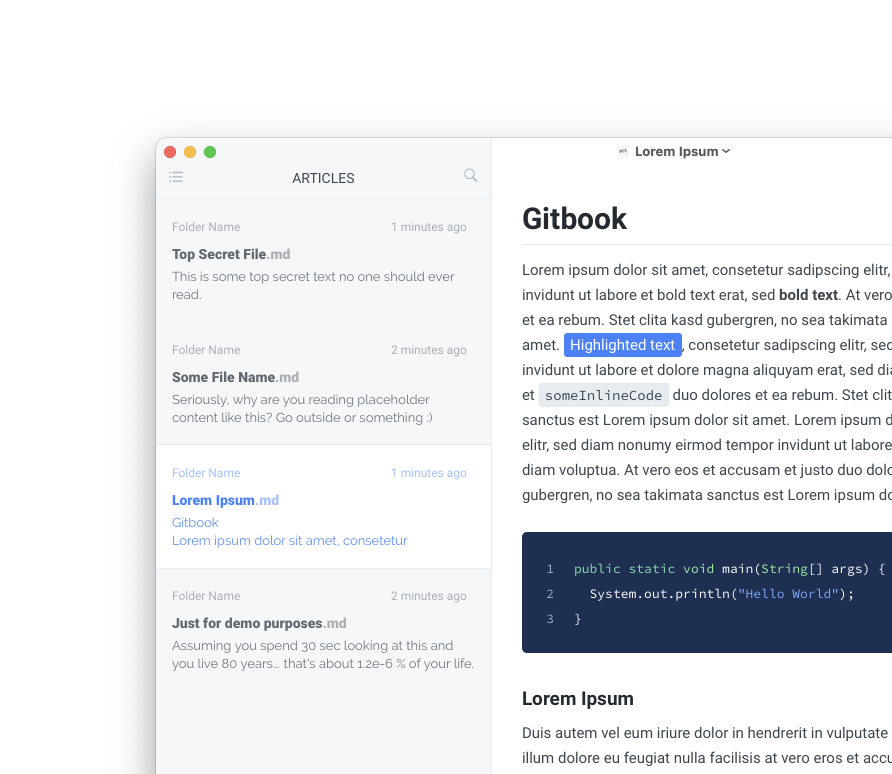 ARTICLES
Folder Name 1 minutes ago
Top Secret File.md
This is some top secret text no one should ever
read.
Folder Name 2 minutes ago
Some File Name.md
Seriously, why are you reading placeholder
content like this? Go outside or something :)
Folder Name 1 minutes ago
Lorem Ipsum.md
Gitbook
Lorem ipsum dolor sit amet, consetetur
Folder Name 2 minutes ago
Just for demo purposes.md
Assuming you spend 30 sec looking at this and
you live 80 years... that's about 1.2e-6 % of your life.
Lorem Ipsum
Gitbook
Lorem ipsum dolor sit amet, consetetur sadipscing elitr,
invidunt ut labore et bold text erat, sed bold text. At vero
et ea rebum. Stet clita kasd gubergren, no sea takimata
amet. Highlighted text, consetetur sadipscing elitr, sed
invidunt ut labore et dolore magna aliquyam erat, sed dia
et someInlineCode duo dolores et ea rebum. Stet clit
sanctus est Lorem ipsum dolor sit amet. Lorem ipsum d
elitr, sed diam nonumy eirmod tempor invidunt ut labore
diam voluptua. At vero eos et accusam et justo duo dolo
gubergren, no sea takimata sanctus est Lorem ipsum do
1 public static void main(String[] args) {
2 System.out.println("Hello World");
3 }
Lorem Ipsum
Duis autem vel eum iriure dolor in hendrerit in vulputate
illum dolore eu feugiat nulla facilisis at vero eros et accu